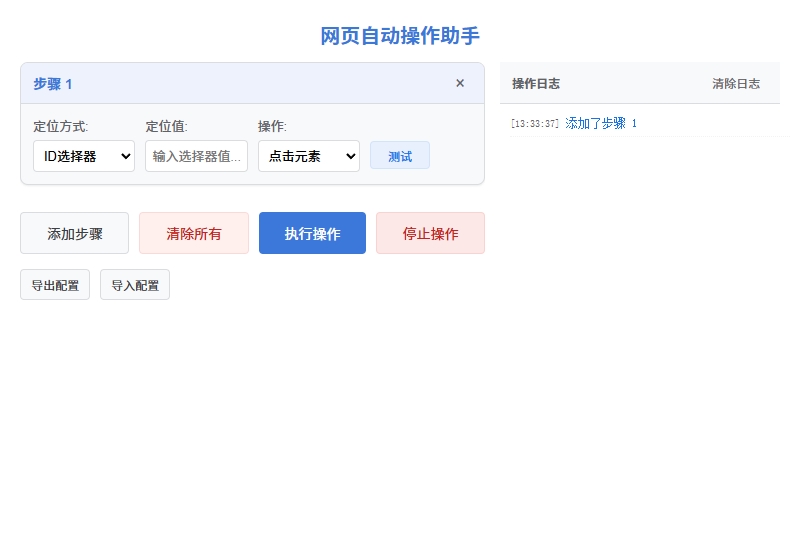 网页自动操作助手
步骤 1 ×
定位方式: 定位值: 操作:
ID选择器 输入选择器值... 点击元素 测试
添加步骤 清除所有 执行操作 停止操作
导出配置 导入配置
操作日志 清除日志
[13:33:37] 添加了步骤 1